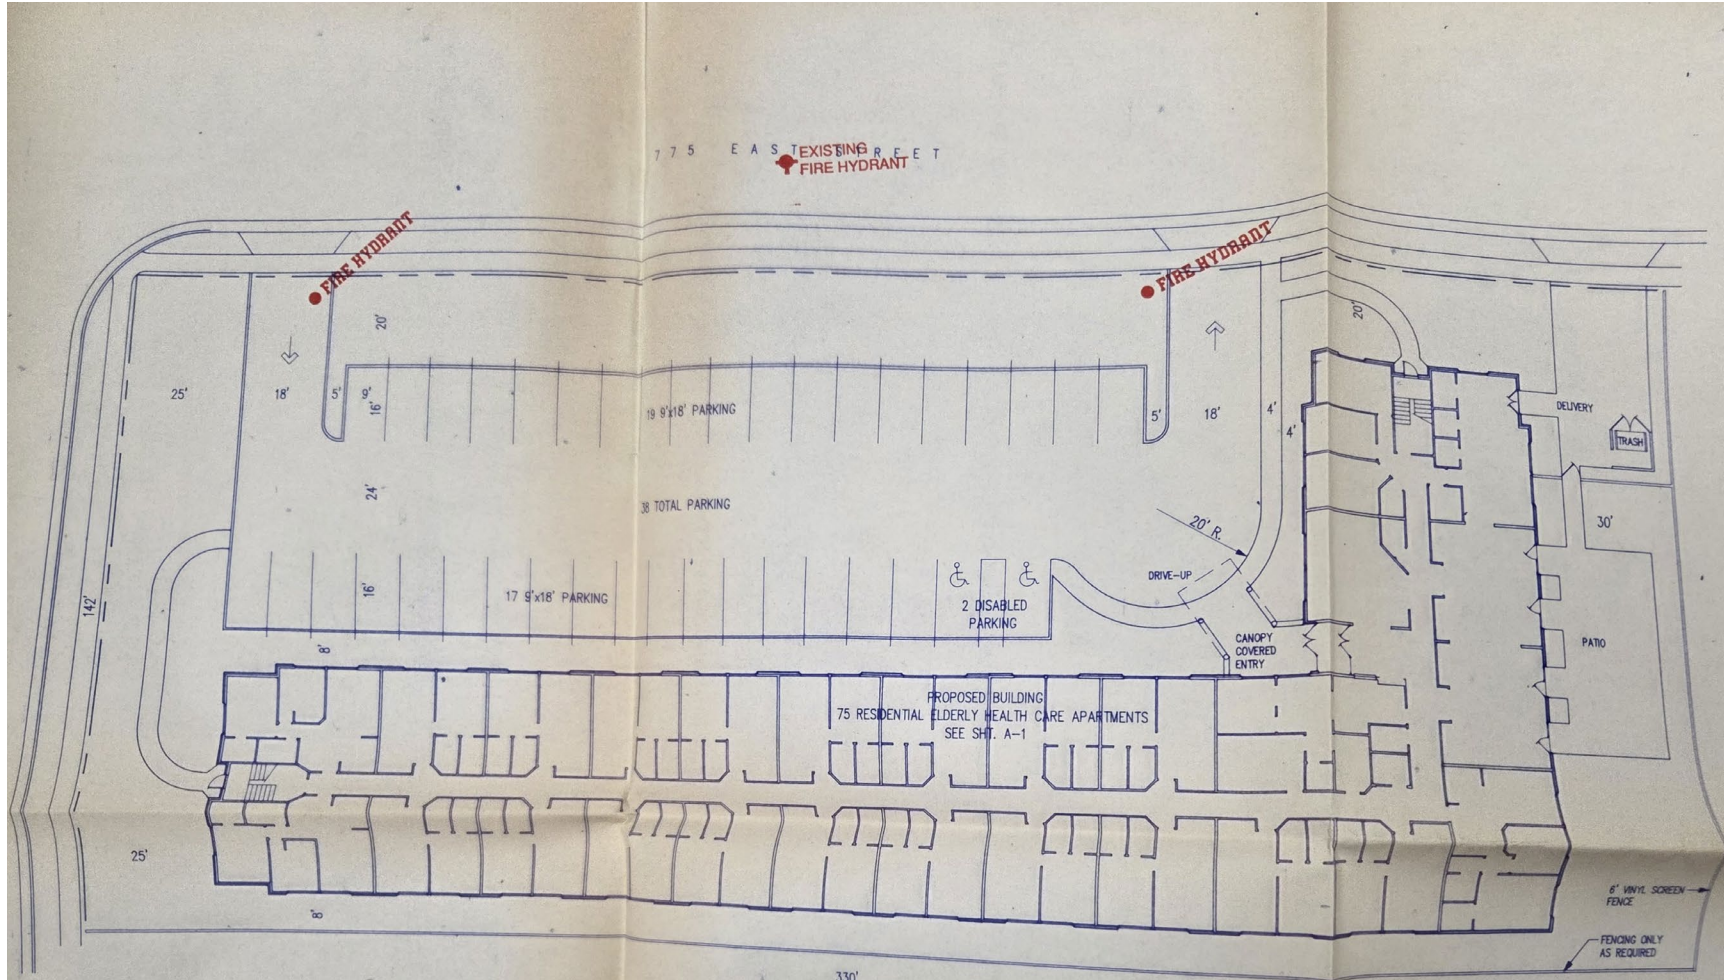 775 EAST STREET
EXISTING
FIRE HYDRANT
FIRE HYDRANT
FIRE HYDRANT
20'
20'
25'
18'
5'
9'
16'
19 9'x18' PARKING
5'
18'
4'
4'
DELIVERY
TRASH
24'
38 TOTAL PARKING
20' R.
30'
142'
16'
17 9'x18' PARKING
2 DISABLED
PARKING
DRIVE-UP
CANOPY
COVERED
ENTRY
PATIO
8'
PROPOSED BUILDING
75 RESIDENTIAL ELDERLY HEALTH CARE APARTMENTS
SEE SHT. A-1
25'
8'
6' VINYL SCREEN
FENCE
FENCING ONLY
AS REQUIRED
330'